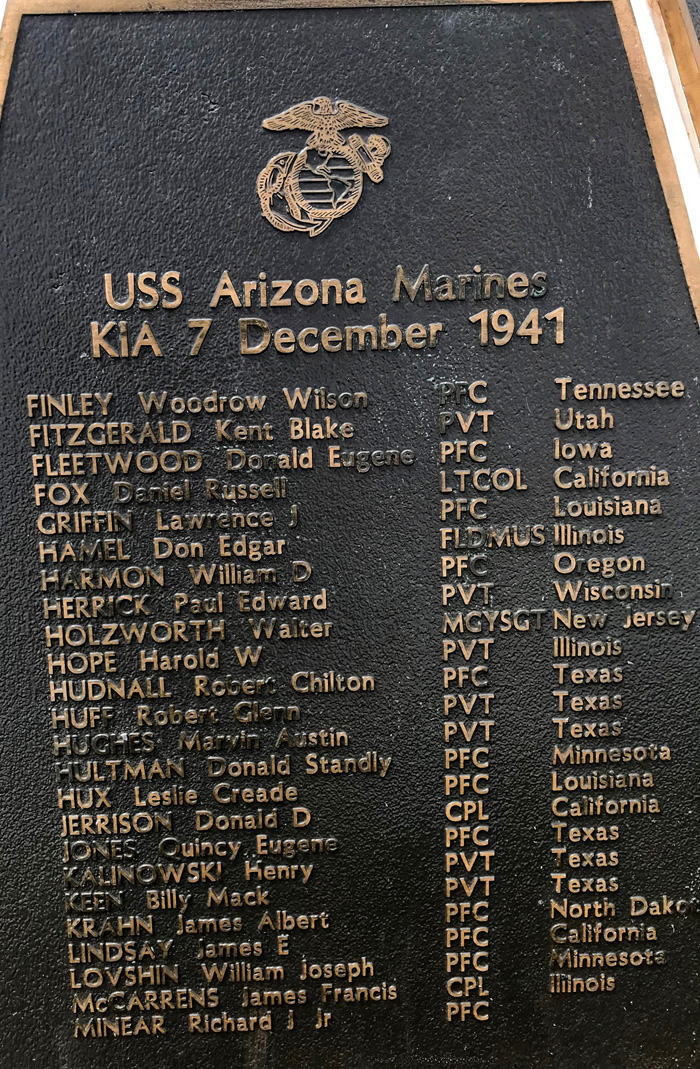 USS Arizona Marines
KIA 7 December 1941
FINLEY Woodrow Wilson PFC Tennessee
FITZGERALD Kent Blake PVT Utah
FLEETWOOD Donald Eugene PFC Iowa
FOX Daniel Russell LTCOL California
GRIFFIN Lawrence J PFC Louisiana
HAMEL Don Edgar FLDMUS Illinois
HARMON William D PFC Oregon
HERRICK Paul Edward PVT Wisconsin
HOLZWORTH Walter MGYSGT New Jersey
HOPE Harold W PVT Illinois
HUDNALL Robert Chilton PFC Texas
HUFF Robert Glenn PVT Texas
HUGHES Marvin Austin PVT Texas
HULTMAN Donald Standly PFC Minnesota
HUX Leslie Creade PFC Louisiana
JERRISON Donald D CPL California
JONES Quincy Eugene PFC Texas
KALINOWSKI Henry PVT Texas
KEEN Billy Mack PVT Texas
KRAHN James Albert PFC North Dako
LINDSAY James E PFC California
LOVSHIN William Joseph PFC Minnesota
McCARRENS James Francis CPL Illinois
MINEAR Richard J Jr PFC